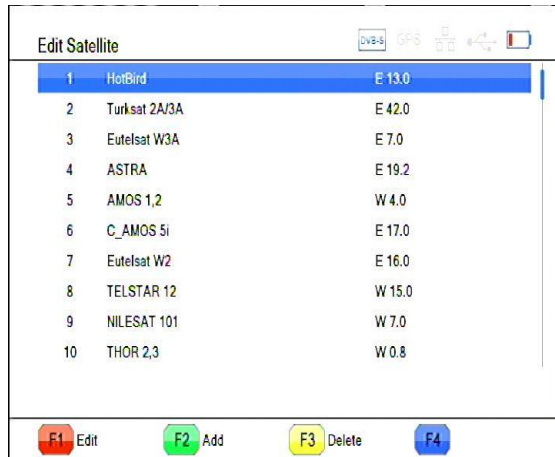 Edit Satellite DVB-S GPS
1 HotBird E 13.0
2 Turksat 2A/3A E 42.0
3 Eutelsat W3A E 7.0
4 ASTRA E 19.2
5 AMOS 1,2 W 4.0
6 C_AMOS 5i E 17.0
7 Eutelsat W2 E 16.0
8 TELSTAR 12 W 15.0
9 NILESAT 101 W 7.0
10 THOR 2,3 W 0.8
F1 Edit F2 Add F3 Delete F4